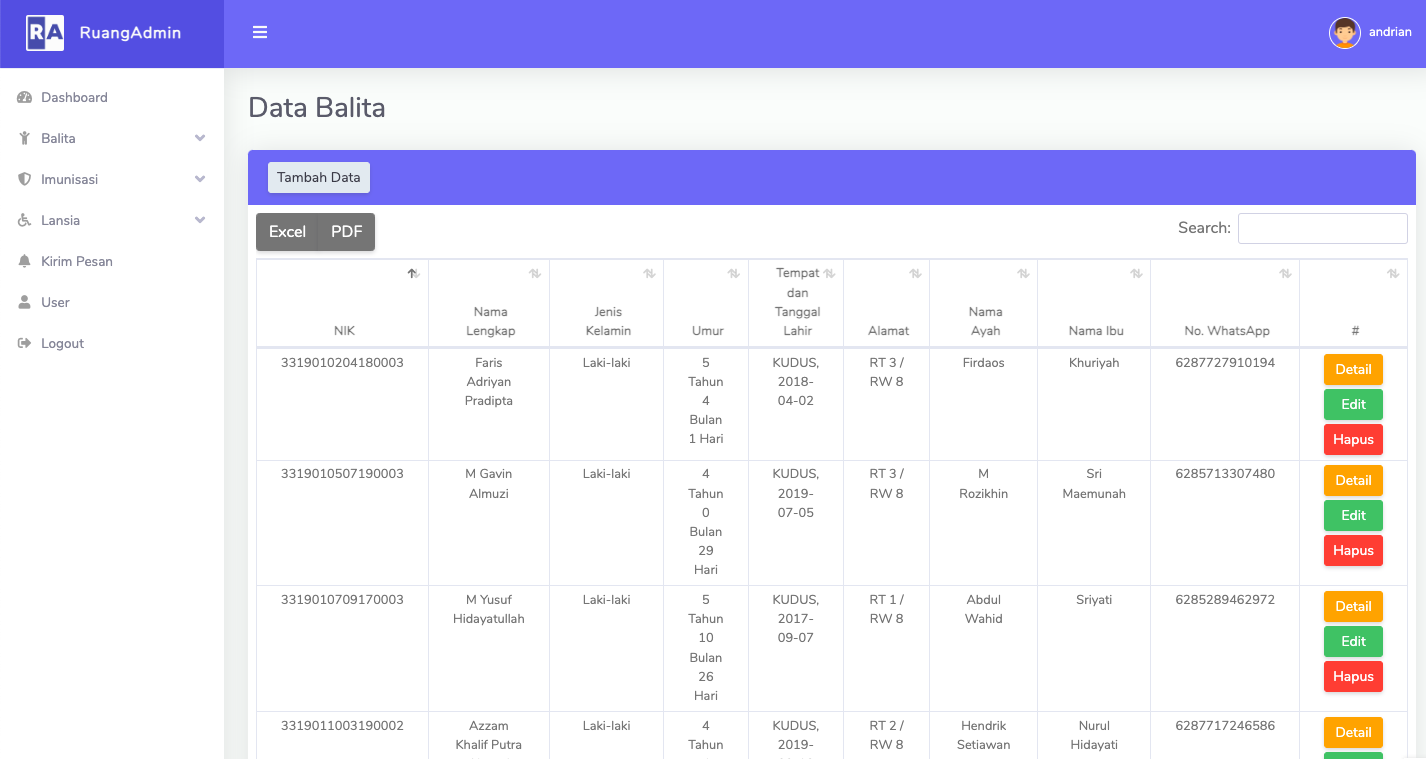 RA RuangAdmin
andrian
Dashboard
Balita
Imunisasi
Lansia
Kirim Pesan
User
Logout
Data Balita
Tambah Data
Excel PDF
Search:
NIK
Nama
Lengkap
Jenis
Kelamin
Umur
Tempat
dan
Tanggal
Lahir
Alamat
Nama
Ayah
Nama Ibu
No. WhatsApp
#
3319010204180003
Faris
Adriyan
Pradipta
Laki-laki
5
Tahun
4
Bulan
1 Hari
KUDUS,
2018-
04-02
RT 3 /
RW 8
Firdaos
Khuriyah
6287727910194
Detail
Edit
Hapus
3319010507190003
M Gavin
Almuzi
Laki-laki
4
Tahun
0
Bulan
29
Hari
KUDUS,
2019-
07-05
RT 3 /
RW 8
M
Rozikhin
Sri
Maemunah
6285713307480
Detail
Edit
Hapus
3319010709170003
M Yusuf
Hidayatullah
Laki-laki
5
Tahun
10
Bulan
26
Hari
KUDUS,
2017-
09-07
RT 1 /
RW 8
Abdul
Wahid
Sriyati
6285289462972
Detail
Edit
Hapus
3319011003190002
Azzam
Khalif Putra
Laki-laki
4
Tahun
KUDUS,
2019-
RT 2 /
RW 8
Hendrik
Setiawan
Nurul
Hidayati
6287717246586
Detail